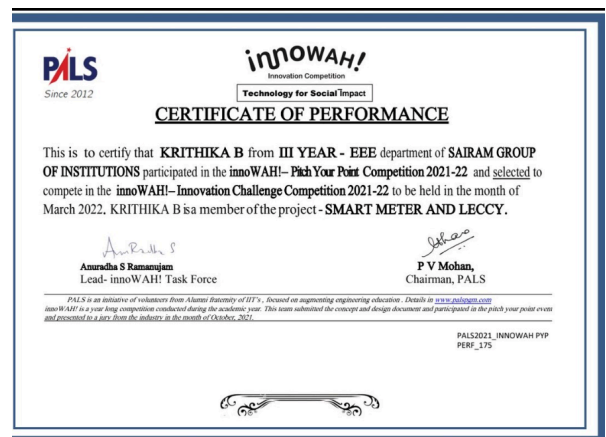 PALS
Since 2012
innOWAH!
Innovation Competition
Technology for Social Impact
CERTIFICATE OF PERFORMANCE
This is to certify that KRITHIKA B from III YEAR - EEE department of SAIRAM GROUP
OF INSTITUTIONS participated in the innoWAH!– Pitch Your Point Competition 2021-22 and selected to
compete in the innoWAH!– Innovation Challenge Competition 2021-22 to be held in the month of
March 2022. KRITHIKA B is a member of the project - SMART METER AND LECCY.
Anuradha S
Anuradha S Ramanujam
Lead- innoWAH! Task Force
P V Mohan,
Chairman, PALS
PALS is an initiative of volunteers from Alumni fraternity of IIT's , focused on augmenting engineering education . Details in www.palspgm.com
innoWAH! is a year long competition conducted during the academic year. This team submitted the concept and design document and participated in the pitch your point event
and presented to a jury from the industry in the month of October, 2021.
PALS2021_INNOWAH PYP
PERF_175